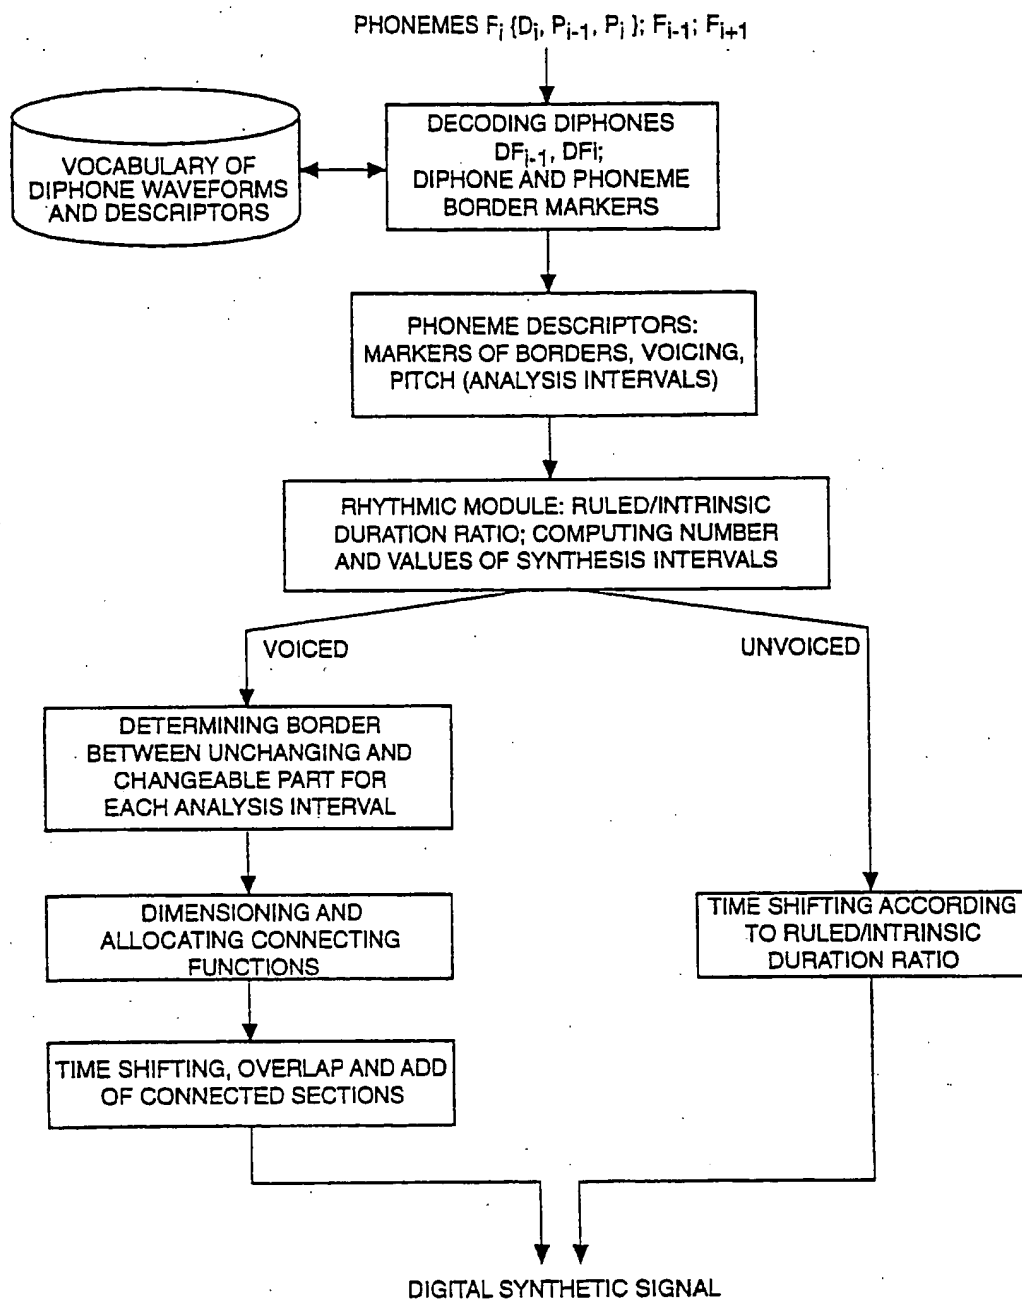 PHONEMES Fi {Di, Pi-1, Pi }; Fi-1; Fi+1
VOCABULARY OF
DIPHONE WAVEFORMS
AND DESCRIPTORS
DECODING DIPHONES
DFi-1, DFi;
DIPHONE AND PHONEME
BORDER MARKERS
PHONEME DESCRIPTORS:
MARKERS OF BORDERS, VOICING,
PITCH (ANALYSIS INTERVALS)
RHYTHMIC MODULE: RULED/INTRINSIC
DURATION RATIO; COMPUTING NUMBER
AND VALUES OF SYNTHESIS INTERVALS
VOICED
UNVOICED
DETERMINING BORDER
BETWEEN UNCHANGING AND
CHANGEABLE PART FOR
EACH ANALYSIS INTERVAL
DIMENSIONING AND
ALLOCATING CONNECTING
FUNCTIONS
TIME SHIFTING ACCORDING
TO RULED/INTRINSIC
DURATION RATIO
TIME SHIFTING, OVERLAP AND ADD
OF CONNECTED SECTIONS
DIGITAL SYNTHETIC SIGNAL